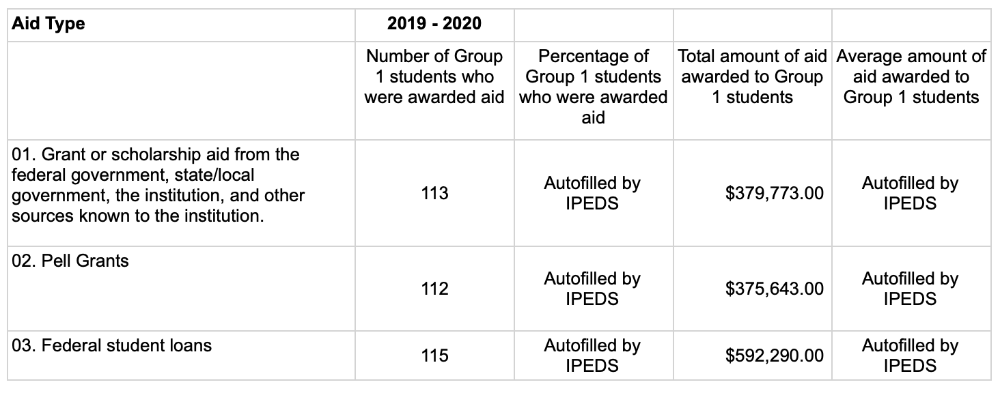 Aid Type
2019 - 2020
Number of Group
1 students who
were awarded aid
Percentage of
Group 1 students
who were awarded
aid
Total amount of aid
awarded to Group
1 students
Average amount of
aid awarded to
Group 1 students
01. Grant or scholarship aid from the
federal government, state/local
government, the institution, and other
sources known to the institution.
113
Autofilled by
IPEDS
$379,773.00
Autofilled by
IPEDS
02. Pell Grants
112
Autofilled by
IPEDS
$375,643.00
Autofilled by
IPEDS
03. Federal student loans
115
Autofilled by
IPEDS
$592,290.00
Autofilled by
IPEDS